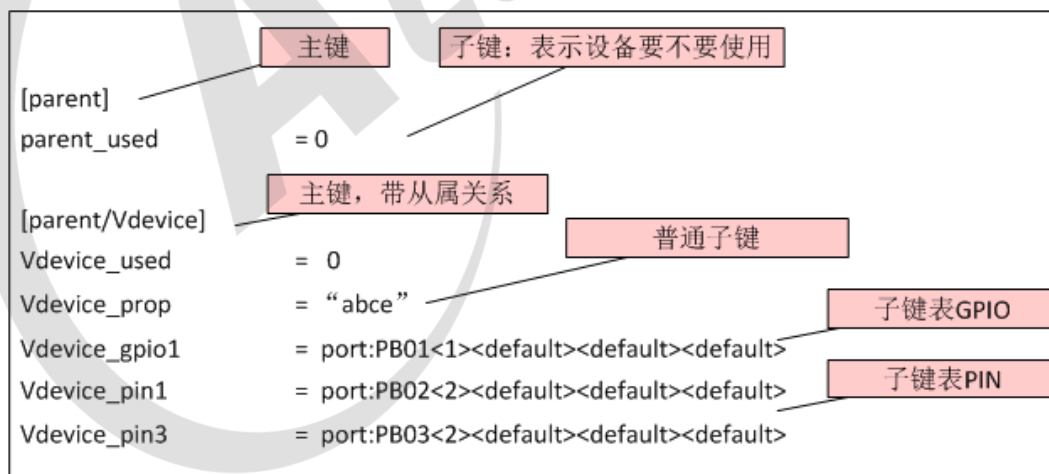 主键
子键：表示设备要不要使用
[parent]
parent_used = 0
主键，带从属关系
[parent/Vdevice]
普通子键
Vdevice_used = 0
Vdevice_prop = “abce”
子键表GPIO
Vdevice_gpio1 = port:PB01<1><default><default><default>
子键表PIN
Vdevice_pin1 = port:PB02<2><default><default><default>
Vdevice_pin3 = port:PB03<2><default><default><default>